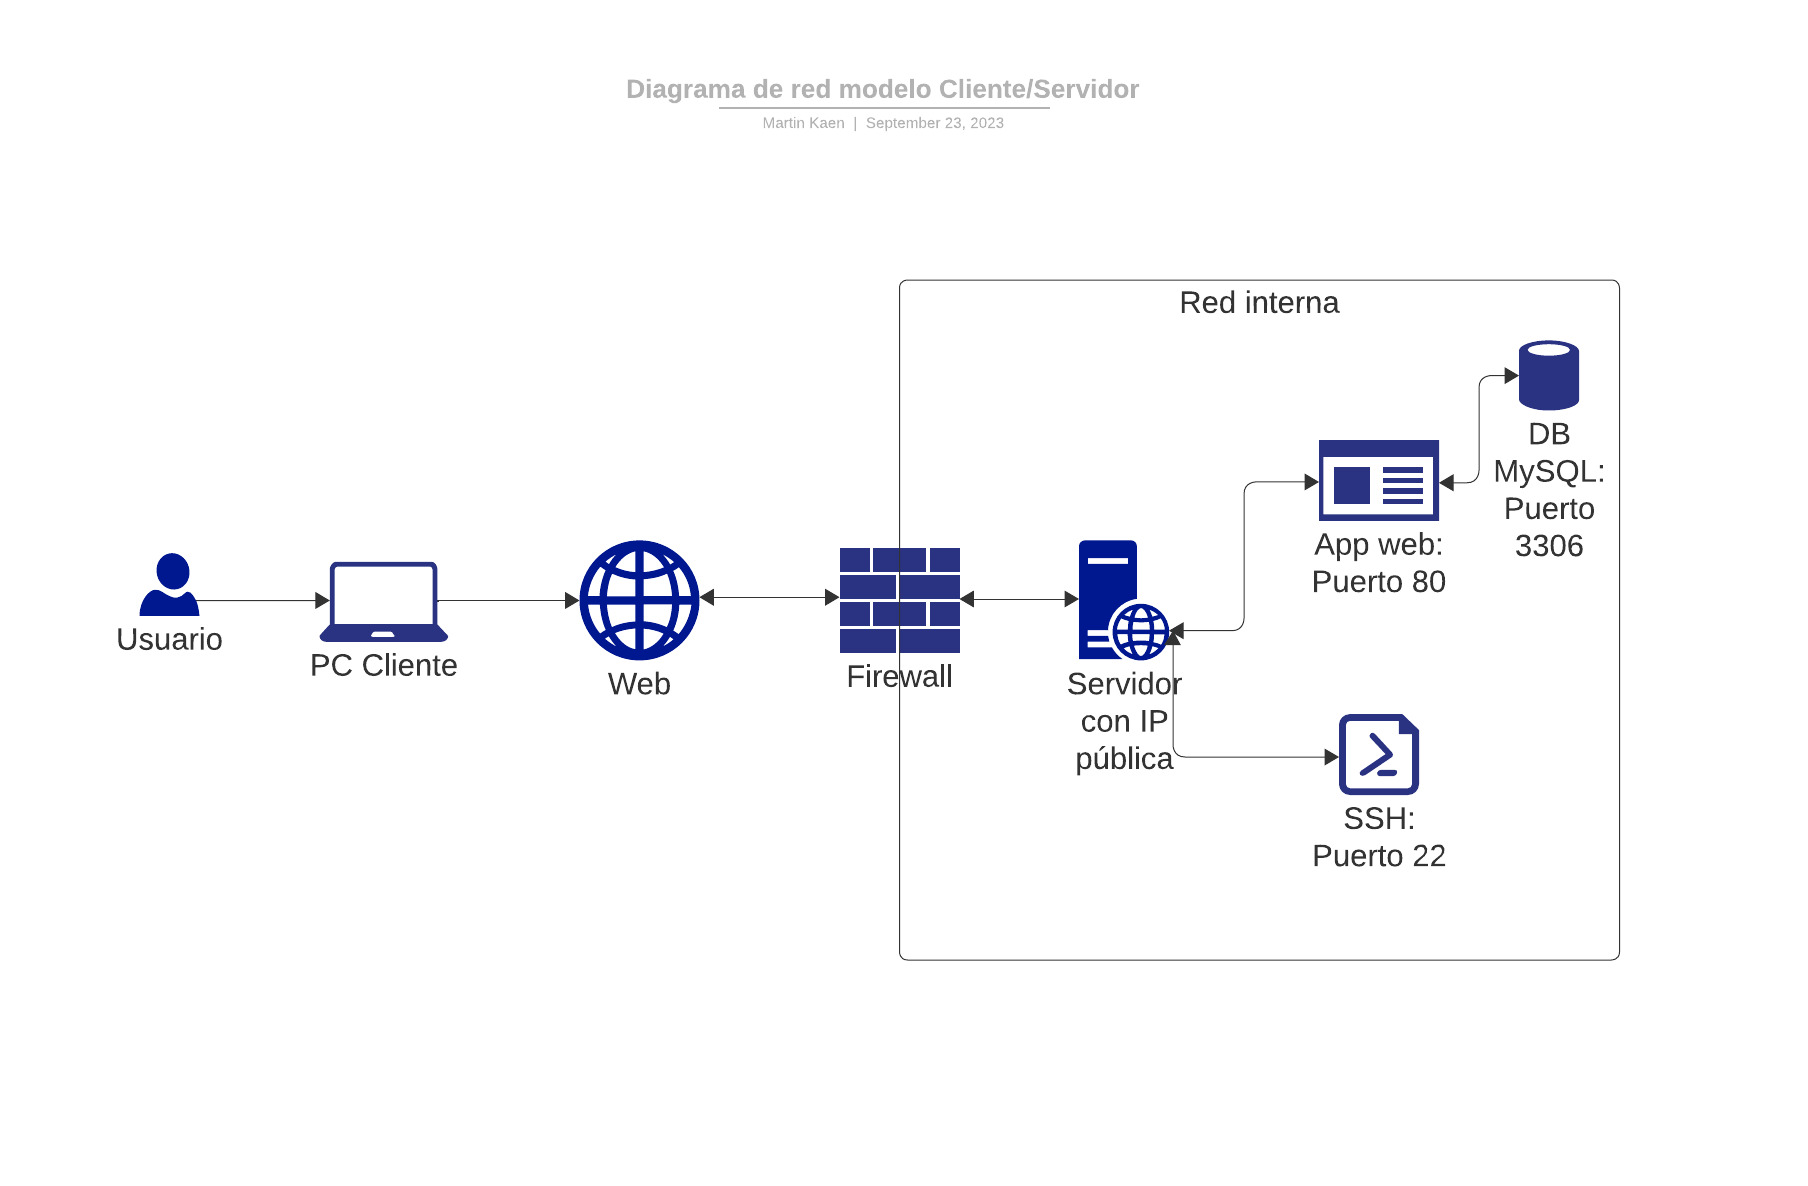 Diagrama de red modelo Cliente/Servidor
Martin Kaen | September 23, 2023
Red interna
DB
MySQL:
Puerto
3306
App web:
Puerto 80
Usuario
PC Cliente
Web
Firewall
Servidor
con IP
pública
SSH:
Puerto 22